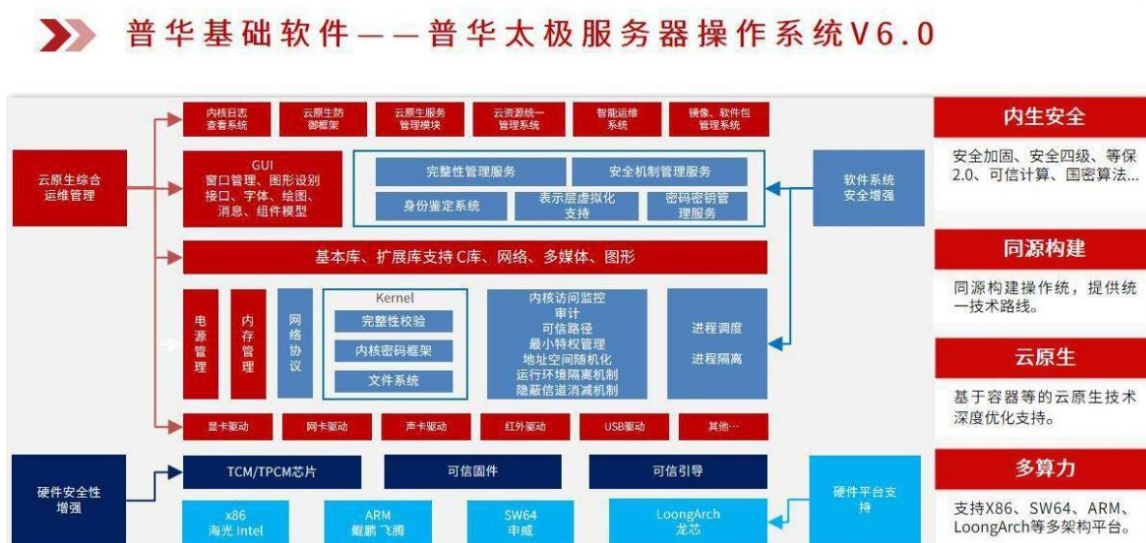 普华基础软件——普华太极服务器操作系统V6.0
内核日志
查看系统
云原生防
御框架
云原生服务
管理模块
云资源统一
管理系统
智能运维
系统
镜像、软件包
管理系统
云原生综合
运维管理
GUI
窗口管理、图形设别
接口、字体、绘图、
消息、组件模型
完整性管理服务
安全机制管理服务
身份鉴定系统
表示层虚拟化
支持
密码密钥管
理服务
软件系统
安全增强
基本库、扩展库支持 C库、网络、多媒体、图形
电源管理
内存管理
网络协议
Kernel
完整性校验
内核密码框架
文件系统
内核访问监控
审计
可信路径
最小特权管理
地址空间随机化
运行环境隔离机制
隐蔽信道消减机制
进程调度
进程隔离
显卡驱动
网卡驱动
声卡驱动
红外驱动
USB驱动
其他…
硬件安全性
增强
TCM/TPCM芯片
可信固件
可信引导
x86
海光 Intel
ARM
鲲鹏 飞腾
SW64
申威
LoongArch
龙芯
硬件平台支
持
内生安全
安全加固、安全四级、等保
2.0、可信计算、国密算法...
同源构建
同源构建操作统，提供统
一技术路线。
云原生
基于容器等的云原生技术
深度优化支持。
多算力
支持X86、SW64、ARM、
LoongArch等多架构平台。